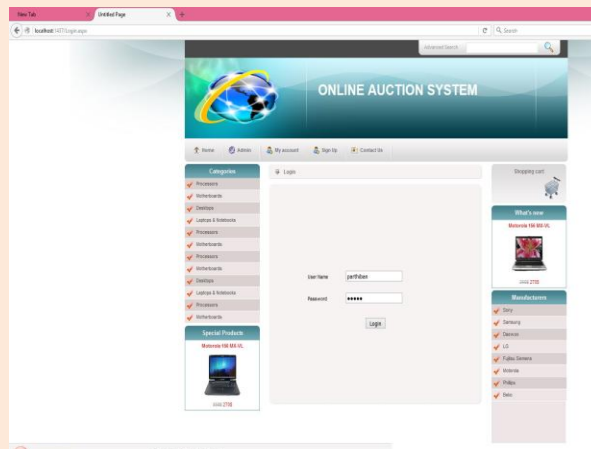 New Tab
Untitled Page
localhost:1437/login.aspx
Search
Advanced Search
ONLINE AUCTION SYSTEM
Home
Admin
My account
Sign Up
Contact Us
Categories
Processors
Motherboards
Desktops
Laptops & Notebooks
Processors
Motherboards
Processors
Motherboards
Desktops
Laptops & Notebooks
Processors
Motherboards
Special Products
Motorola 156 MX-VL
Login
User Name
parthiban
Password
•••••
Login
Shopping cart
What's new
Motorola 156 MX-VL
Manufacturers
Sony
Samsung
Daewoo
LG
Fujitsu Siemens
Motorola
Phillips
Beko